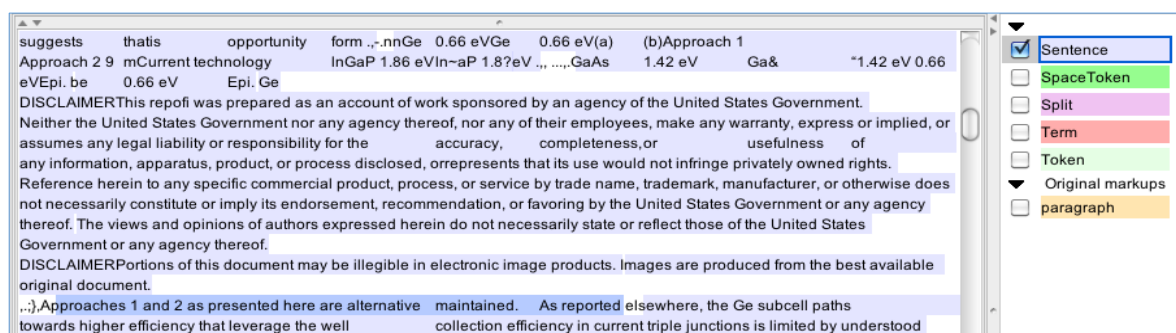 suggests thatis opportunity form .,-.nnGe 0.66 eVGe 0.66 eV(a) (b)Approach 1
Approach 2 9 mCurrent technology InGaP 1.86 eVIn~aP 1.8?eV .,, ...,.GaAs 1.42 eV Ga& “1.42 eV 0.66
eVEpi. be 0.66 eV Epi. Ge
DISCLAIMERThis repofi was prepared as an account of work sponsored by an agency of the United States Government.
Neither the United States Government nor any agency thereof, nor any of their employees, make any warranty, express or implied, or
assumes any legal liability or responsibility for the accuracy, completeness,or usefulness of
any information, apparatus, product, or process disclosed, orrepresents that its use would not infringe privately owned rights.
Reference herein to any specific commercial product, process, or service by trade name, trademark, manufacturer, or otherwise does
not necessarily constitute or imply its endorsement, recommendation, or favoring by the United States Government or any agency
thereof. The views and opinions of authors expressed herein do not necessarily state or reflect those of the United States
Government or any agency thereof.
DISCLAIMERPortions of this document may be illegible in electronic image products. Images are produced from the best available
original document.
,.;},Approaches 1 and 2 as presented here are alternative maintained. As reported elsewhere, the Ge subcell paths
towards higher efficiency that leverage the well collection efficiency in current triple junctions is limited by understood
Sentence
SpaceToken
Split
Term
Token
Original markups
paragraph